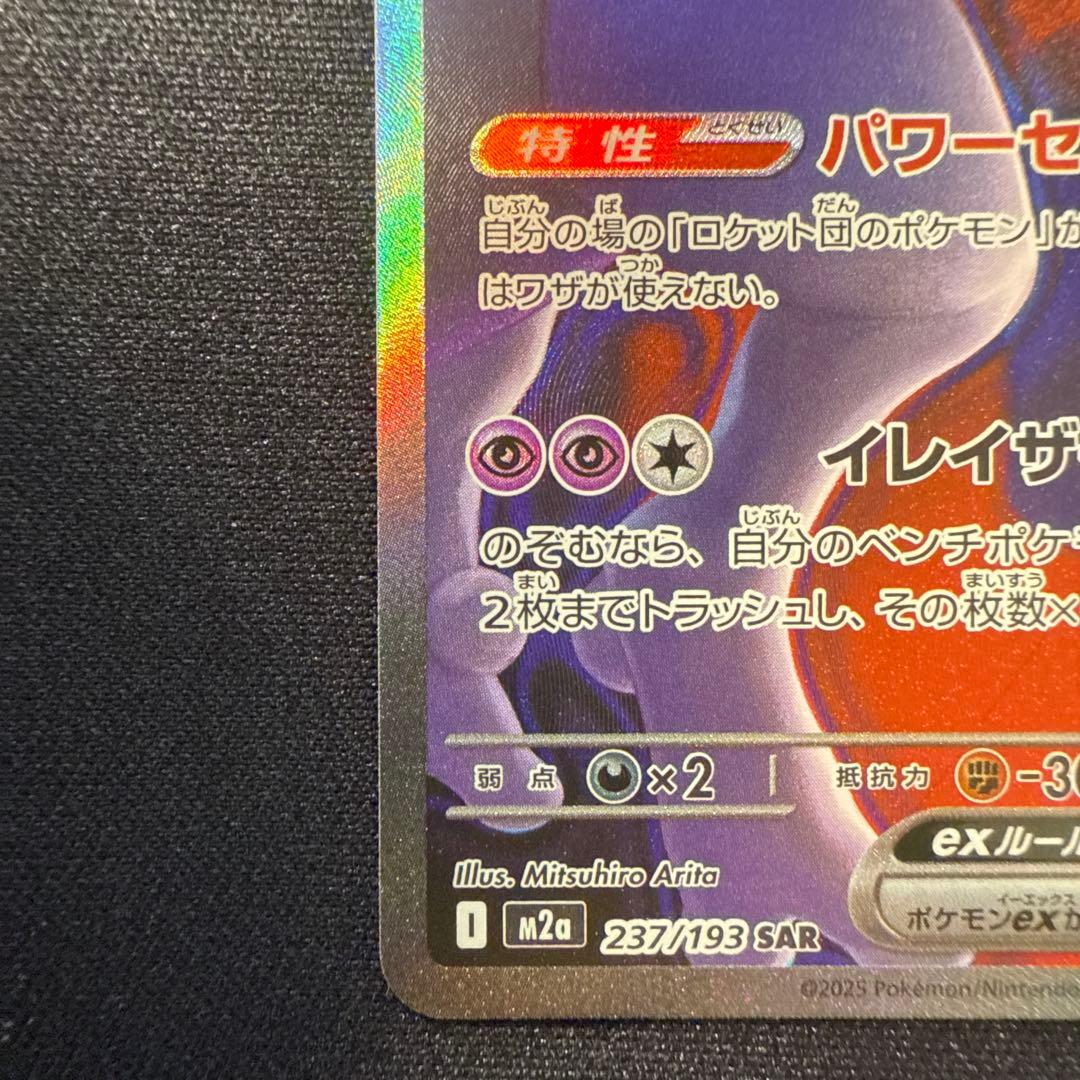 特性 とくせい パワーセ
自分の場の「ロケット団のポケモン」が
じぶん ば だん
はワザが使えない。
つか
イレイザー
のぞむなら、自分のベンチポケモ
じぶん
2枚までトラッシュし、その枚数×
まい まいすう
弱点 ×2 抵抗力 -30
exルール
イーエックス
ポケモンexが
Illus. Mitsuhiro Arita
I M2a 237/193 SAR
©2025 Pokémon/Nintendo